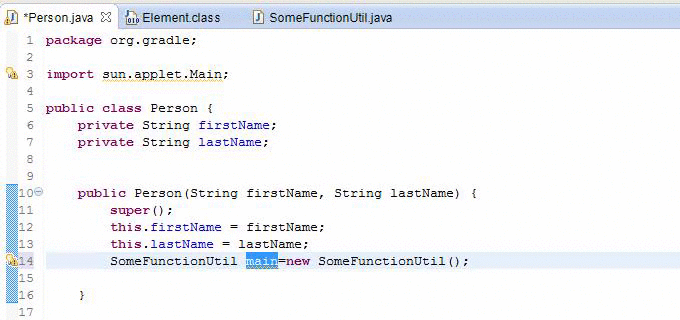 *Person.java Element.class SomeFunctionUtil.java
1 package org.gradle;
2
3 import sun.applet.Main;
4
5 public class Person {
6 private String firstName;
7 private String lastName;
8
9
10 public Person(String firstName, String lastName) {
11 super();
12 this.firstName = firstName;
13 this.lastName = lastName;
14 SomeFunctionUtil main=new SomeFunctionUtil();
15
16 }
17